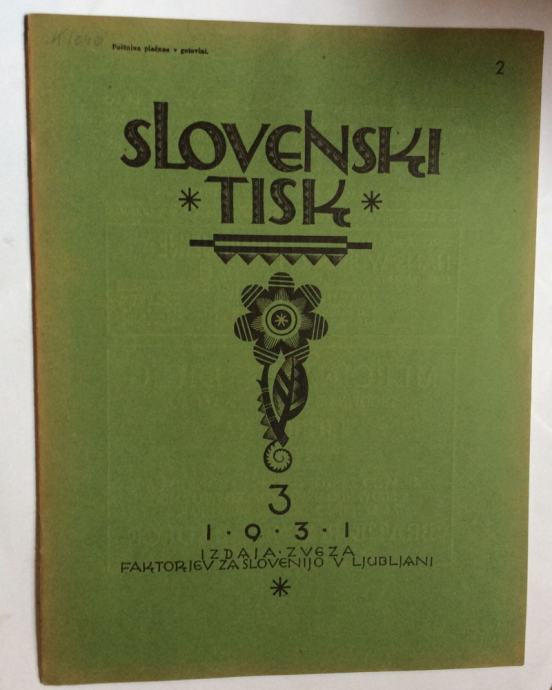 Poštnina plačana v gotovini.
2
SLOVENSKI
* TISK *
3
1·9·3·1
IZDAJA·ZVEZA
FAKTORJEV ZA SLOVENIJO V LJUBLJANI
*